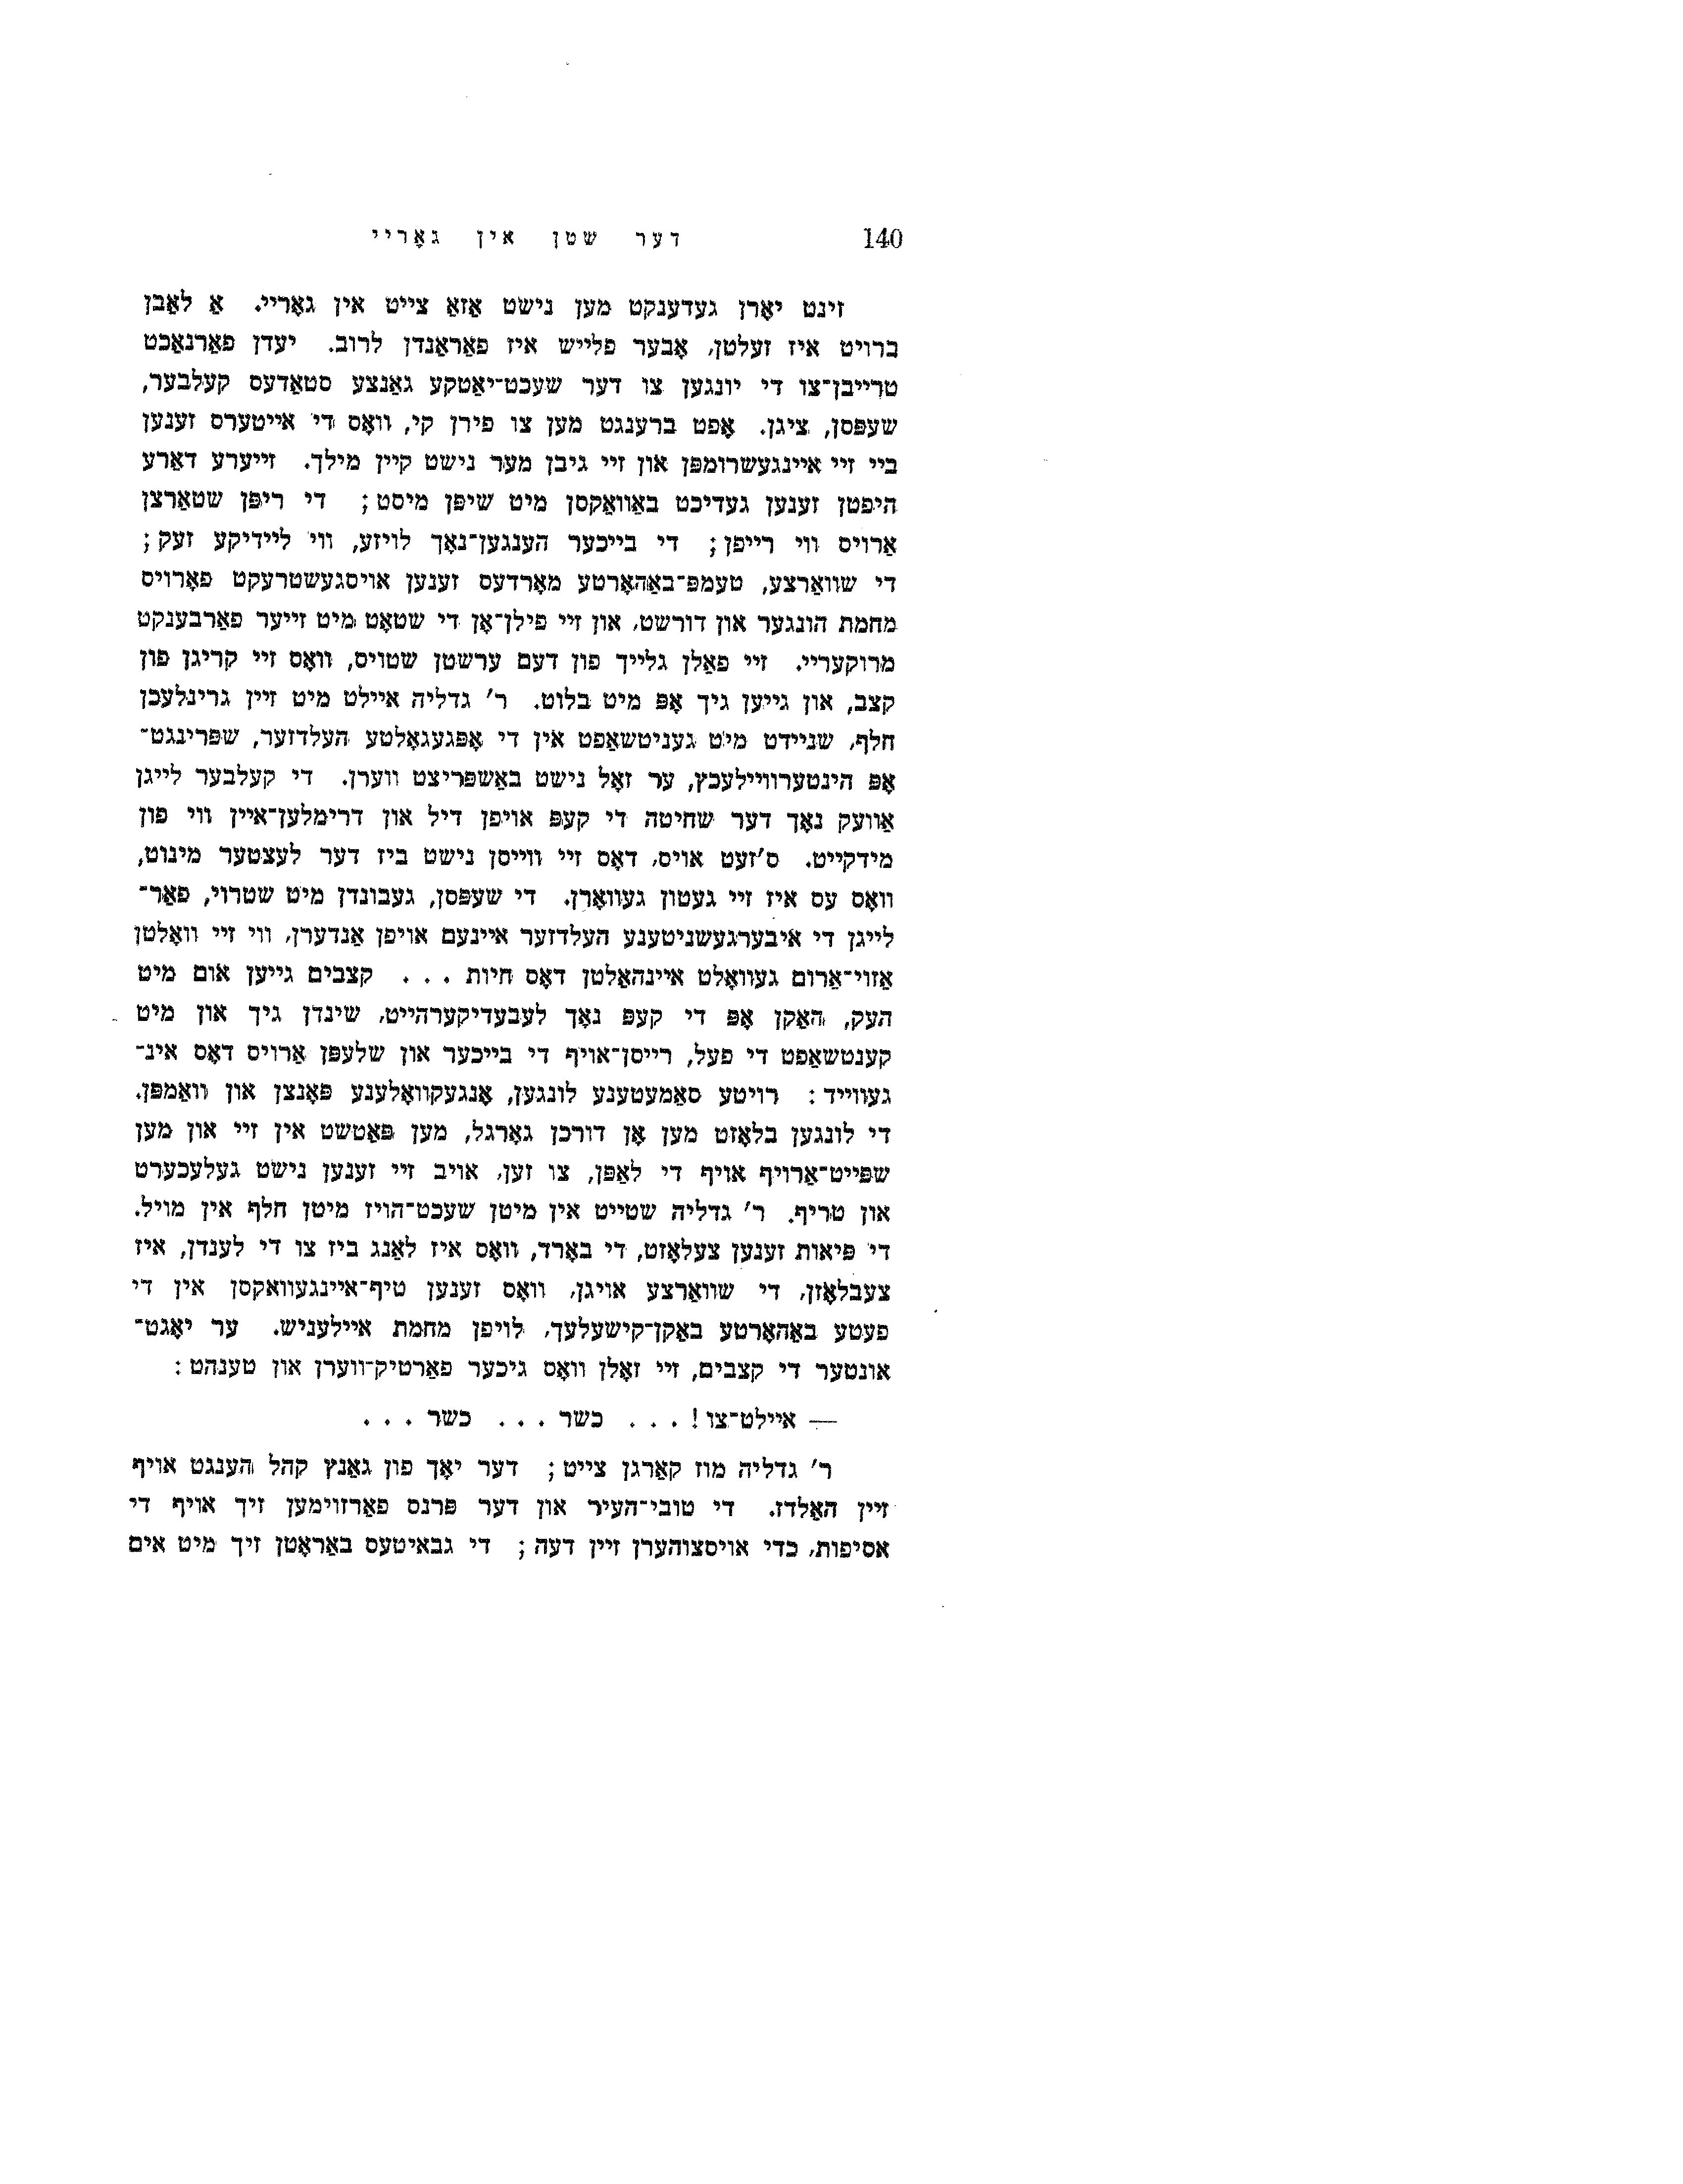 140 דער שטן אין גאָריי
זינט יאָרן געדענקט מען נישט אַזאַ צייט אין גאָריי. אַ לאַבן
ברויט איז זעלטן, אָבער פלייש איז פאַראַנדן לרוב. יעדן פאַרנאַכט
טרייבן־צו די יונגען צו דער שעכט־יאַטקע גאַנצע סטאַדעס קעלבער,
שעפּסן, ציגן. אָפט ברענגט מען צו פירן קי, וואָס די אייטערס זענען
ביי זיי איינגעשרומפּן און זיי גיבן מער נישט קיין מילך. זייערע דאַרע
היפטן זענען געדיכט באַוואַקסן מיט שיפּן מיסט; די ריפּן שטאַרצן
אַרויס ווי רייפן; די בייכער הענגען־נאָך לויזע, ווי ליידיקע זעק;
די שוואַרצע, טעמפּ־באַהאָרטע מאָרדעס זענען אויסגעשטרעקט פאָרויס
מחמת הונגער און דורשט, און זיי פילן־אָן די שטאָט מיט זייער פאַרבענקט
מרוקעריי. זיי פאַלן גלייך פון דעם ערשטן שטויס, וואָס זיי קריגן פון
קצב, און גייען גיך אָפּ מיט בלוט. ר' גדליה איילט מיט זיין גרינלעכן
חלף, שניידט מיט געניטשאַפט אין די אָפּגעגאָלטע העלדזער, שפּרינגט־
אָפּ הינטערוויילעכץ, ער זאָל נישט באַשפּריצט ווערן. די קעלבער לייגן
אַוועק נאָך דער שחיטה די קעפּ אויפן דיל און דרימלען־איין ווי פון
מידקייט. ס'זעט אויס, דאָס זיי ווייסן נישט ביז דער לעצטער מינוט,
וואָס עס איז זיי געטון געוואָרן. די שעפּסן, געבונדן מיט שטרוי, פאַר־
לייגן די איבערגעשניטענע העלדזער איינעם אויפן אַנדערן, ווי זיי וואָלטן
אַזוי־אַרום געוואָלט איינהאַלטן דאָס חיות . . . קצבים גייען אום מיט
העק, האַקן אָפּ די קעפּ נאָך לעבעדיקערהייט, שינדן גיך און מיט
קענטשאַפט די פעל, רייסן־אויף די בייכער און שלעפּן אַרויס דאָס אינ־
געווייד: רויטע סאַמעטענע לונגען, אָנגעקוואָלענע פּאָנצן און וואַמפּן.
די לונגען בלאָזט מען אָן דורכן גאָרגל, מען פּאַטשט אין זיי און מען
שפּייט־אַרויף אויף די לאַפּן, צו זען, אויב זיי זענען נישט געלעכערט
און טריף. ר' גדליה שטייט אין מיטן שעכט־הויז מיטן חלף אין מויל.
די פּיאות זענען צעלאָזט, די באָרד, וואָס איז לאַנג ביז צו די לענדן, איז
צעבלאָזן, די שוואַרצע אויגן, וואָס זענען טיף־איינגעוואקסן אין די
פעטע באַהאָרטע באַקן־קישעלעך, לויפן מחמת איילעניש. ער יאָגט־
אונטער די קצבים, זיי זאָלן וואָס גיכער פאַרטיק־ווערן און טענהט:
— איילט־צו! . . . כשר . . . כשר . . .
ר' גדליה מוז קאַרגן צייט; דער יאָך פון גאַנץ קהל הענגט אויף
זיין האַלדז. די טובי־העיר און דער פּרנס פאַרזוימען זיך אויף די
אסיפות, כדי אויסצוהערן זיין דעה; די גבאיטעס באַראָטן זיך מיט אים